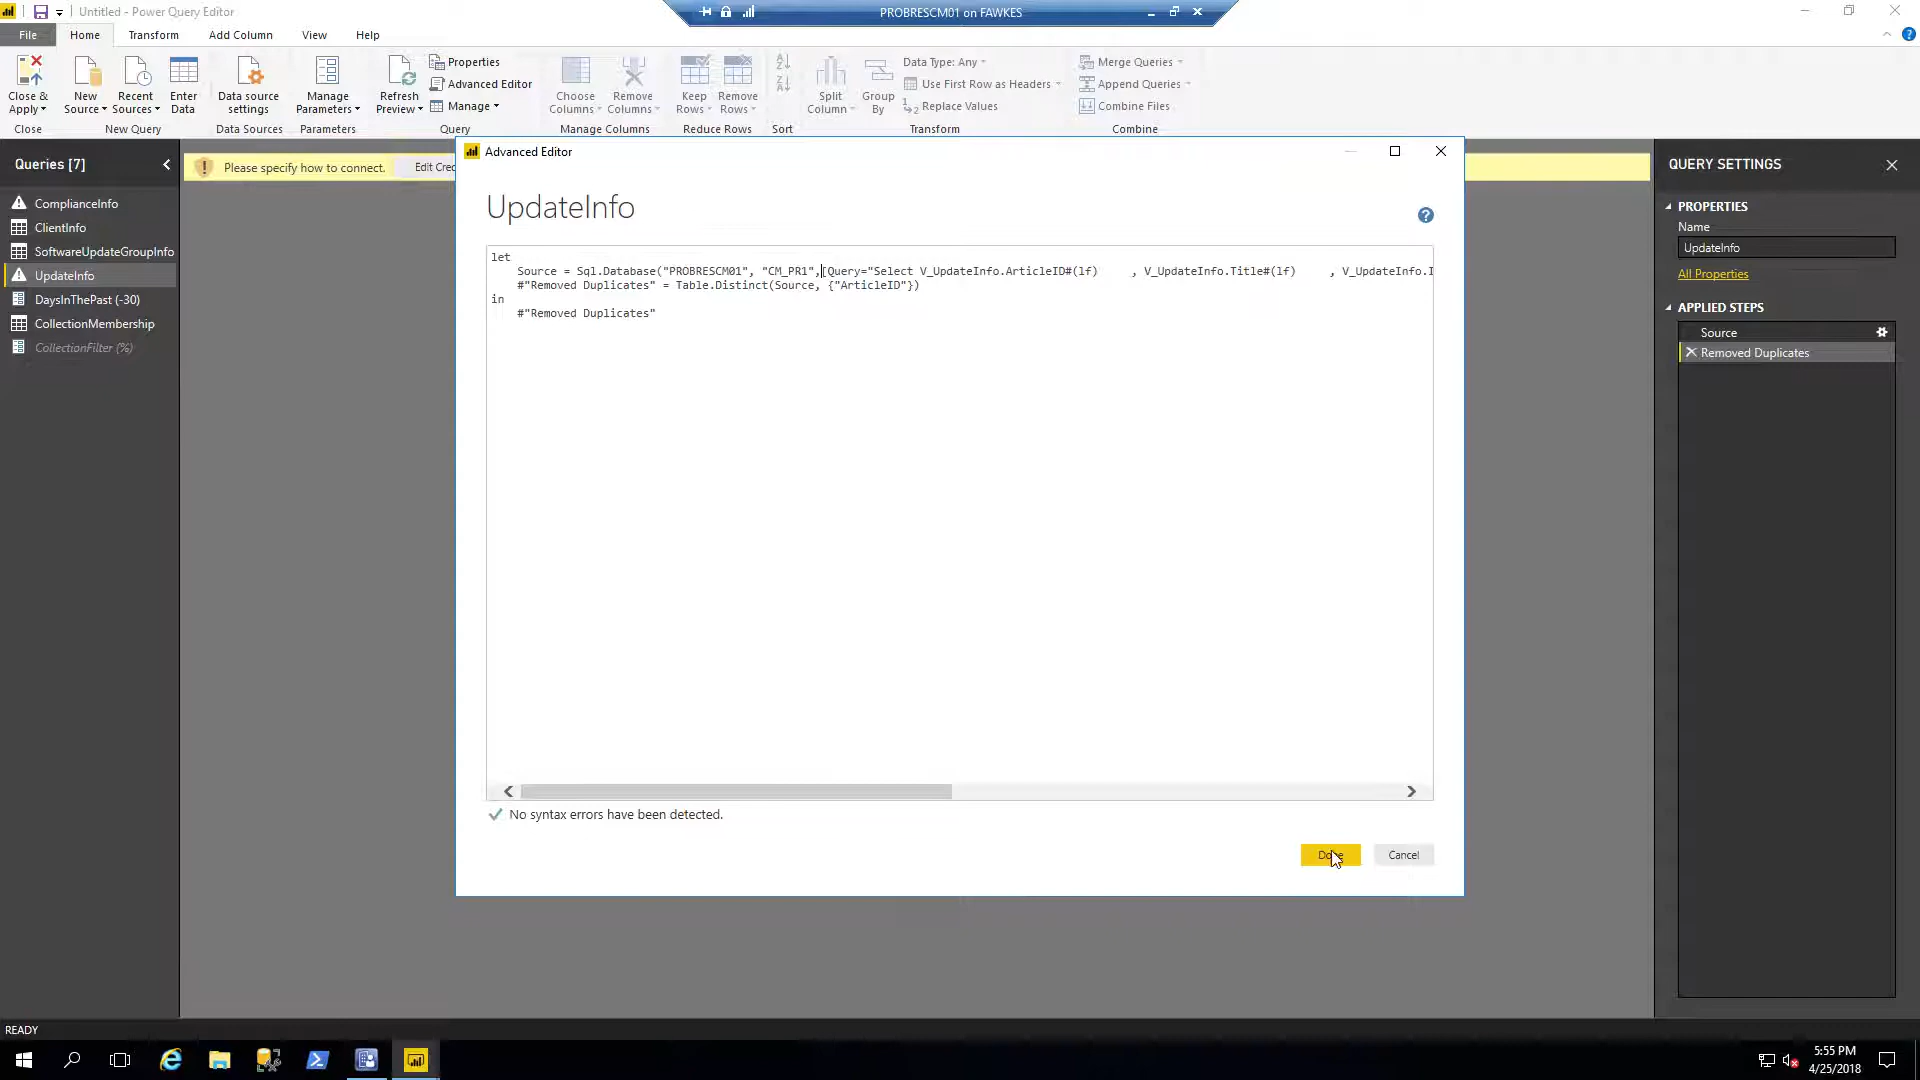 Untitled - Power Query Editor
PROBRESCM01 on FAWKES
File Home Transform Add Column View Help
Close & Apply
New Source
Recent Sources
Enter Data
Data source settings
Manage Parameters
Refresh Preview
Properties
Advanced Editor
Manage
Choose Columns
Remove Columns
Keep Rows
Remove Rows
Split Column
Group By
Data Type: Any
Use First Row as Headers
Replace Values
Merge Queries
Append Queries
Combine Files
Close New Query Data Sources Parameters Query Manage Columns Reduce Rows Sort Transform Combine
Queries [7]
ComplianceInfo
ClientInfo
SoftwareUpdateGroupInfo
UpdateInfo
DaysInThePast (-30)
CollectionMembership
CollectionFilter (%)
Please specify how to connect. Edit Cre
Advanced Editor
UpdateInfo
let
Source = Sql.Database("PROBRESCM01", "CM_PR1",[Query="Select V_UpdateInfo.ArticleID#(lf) , V_UpdateInfo.Title#(lf) , V_UpdateInfo.I
#"Removed Duplicates" = Table.Distinct(Source, {"ArticleID"})
in
#"Removed Duplicates"
No syntax errors have been detected.
Done Cancel
QUERY SETTINGS
PROPERTIES
Name
UpdateInfo
All Properties
APPLIED STEPS
Source
Removed Duplicates
READY
5:55 PM
4/25/2018